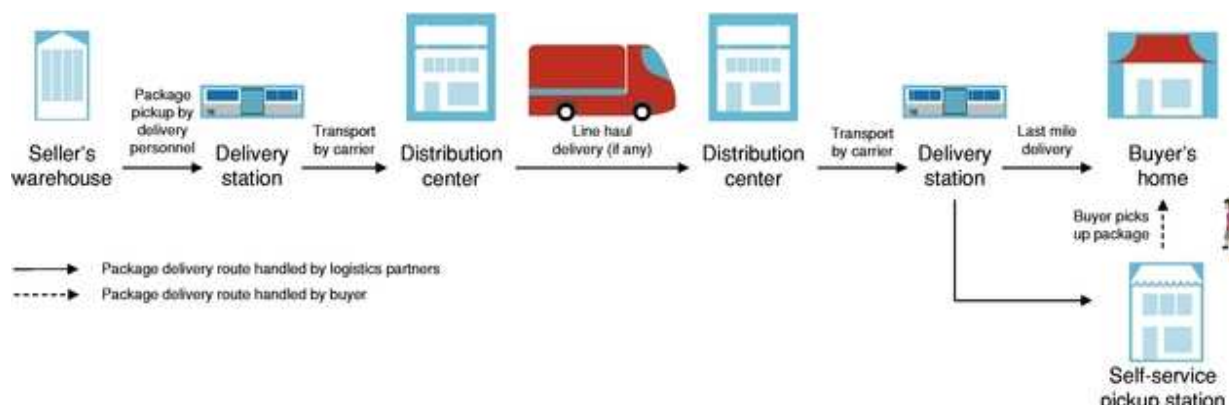 Package
pickup by
delivery
personnel
Seller's
warehouse
Delivery
station
Transport
by carrier
Distribution
center
Line haul
delivery (if any)
Distribution
center
Transport
by carrier
Delivery
station
Last mile
delivery
Buyer's
home
Buyer picks
up package
Package delivery route handled by logistics partners
Package delivery route handled by buyer
Self-service
pickup station